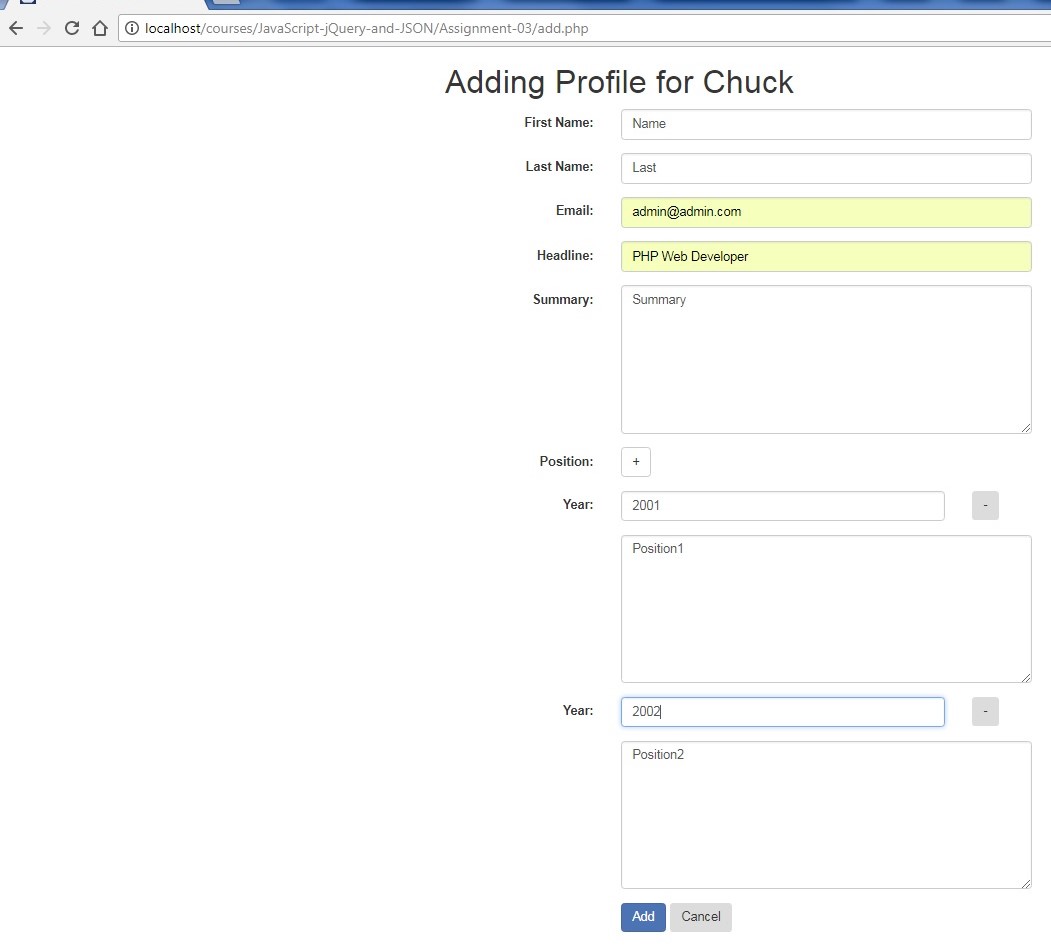 localhost/courses/JavaScript-jQuery-and-JSON/Assignment-03/add.php
Adding Profile for Chuck
First Name: Name
Last Name: Last
Email: admin@admin.com
Headline: PHP Web Developer
Summary: Summary
Position: +
Year: 2001 -
Position1
Year: 2002 -
Position2
Add Cancel